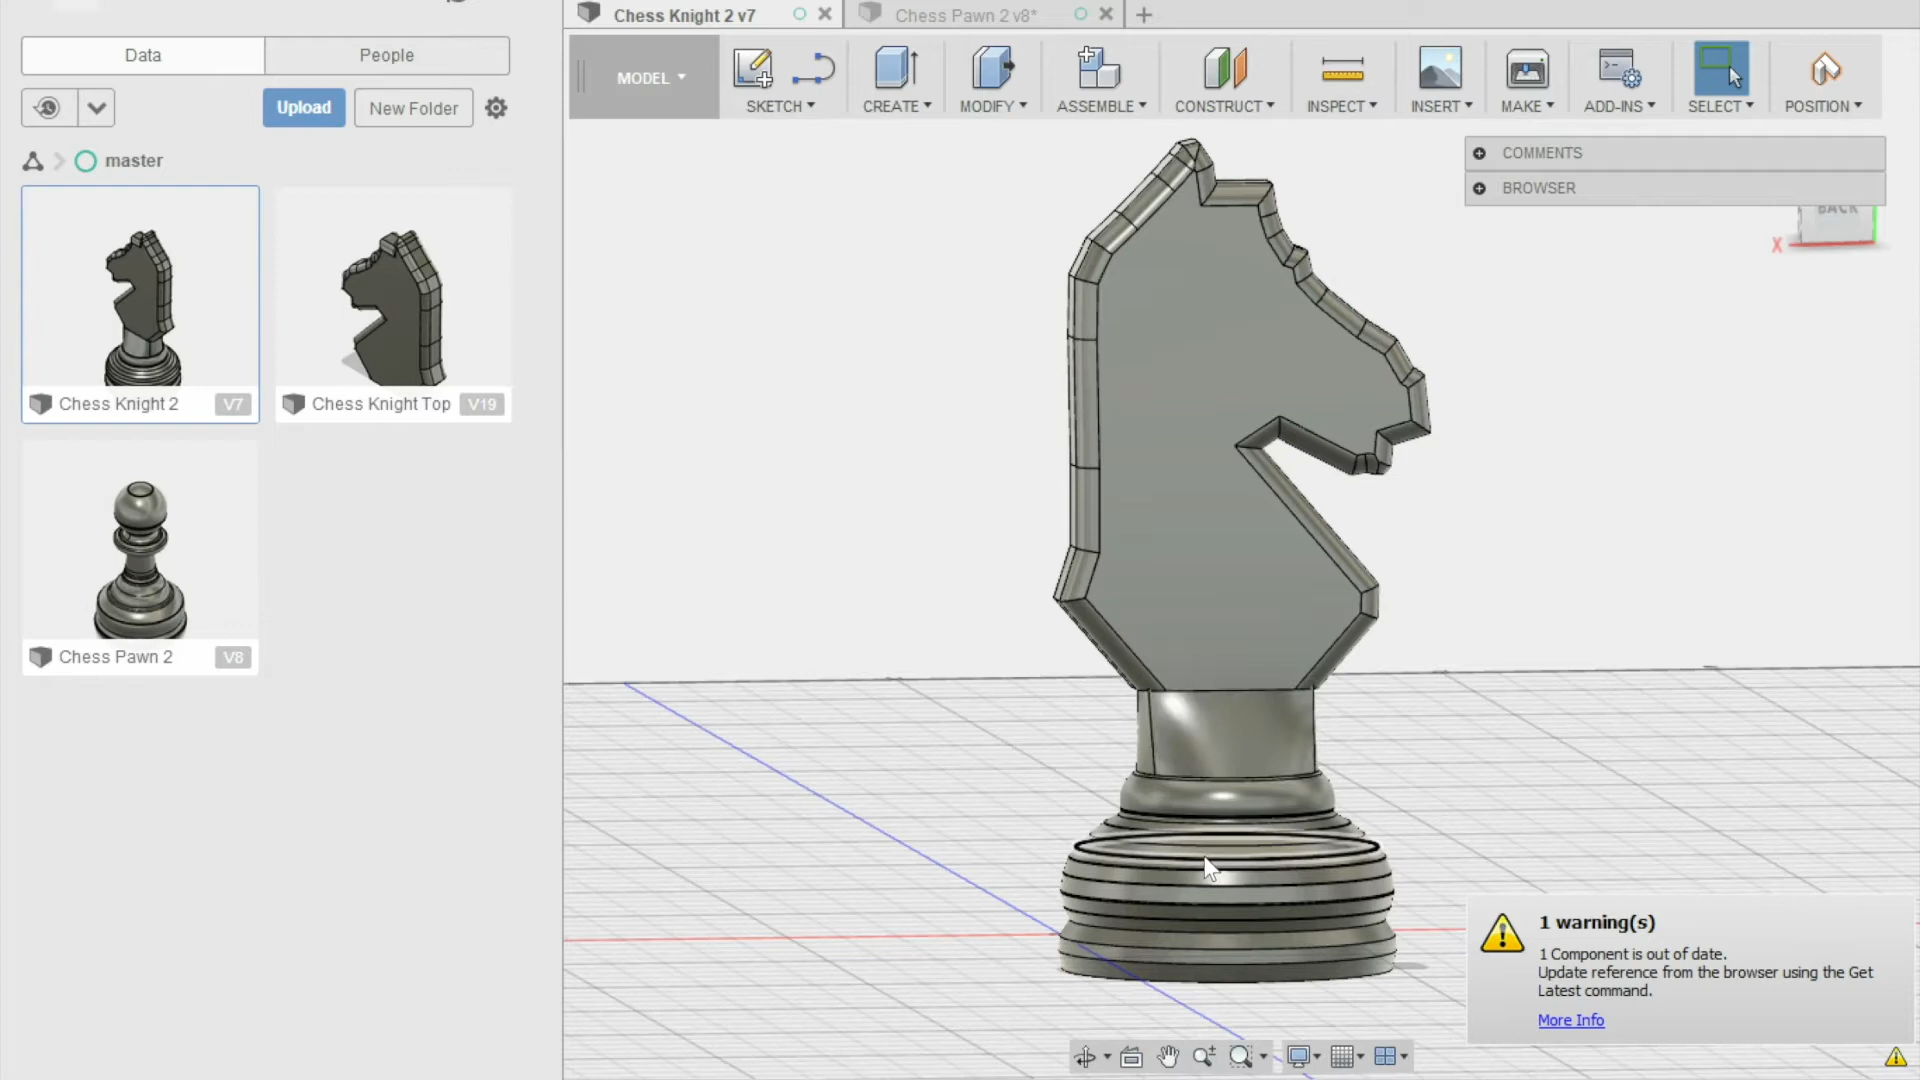 Chess Knight 2 v7
Chess Pawn 2 v8*
Data
People
Upload
New Folder
master
Chess Knight 2
V7
Chess Knight Top
V19
Chess Pawn 2
V8
MODEL
SKETCH
CREATE
MODIFY
ASSEMBLE
CONSTRUCT
INSPECT
INSERT
MAKE
ADD-INS
SELECT
POSITION
COMMENTS
BROWSER
BACK
X
1 warning(s)
1 Component is out of date.
Update reference from the browser using the Get
Latest command.
More Info